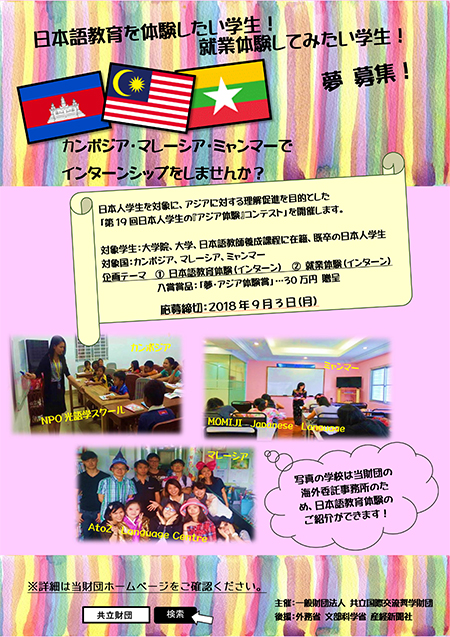 日本語教育を体験したい学生！
就業体験してみたい学生！
夢 募集！
カンボジア・マレーシア・ミャンマーで
インターンシップをしませんか？
日本人学生を対象に、アジアに対する理解促進を目的とした
「第19回日本人学生の『アジア体験』コンテスト」を開催します。
対象学生：大学院、大学、日本語教師養成課程に在籍、既卒の日本人学生
対象国：カンボジア、マレーシア、ミャンマー
企画テーマ ① 日本語教育体験（インターン） ② 就業体験（インターン）
入賞賞品：「夢・アジア体験賞」…30万円 贈呈
応募締切：2018年9月3日（月）
カンボジア
NPO光語学スクール
ミャンマー
MOMIJI Japanese Language
マレーシア
AtoZ Language Centre
写真の学校は当財団の
海外委託事務所のた
め、日本語教育体験の
ご紹介ができます！
※詳細は当財団ホームページをご確認ください。
共立財団 検索
主催：一般財団法人 共立国際交流奨学財団
後援：外務省 文部科学省 産経新聞社